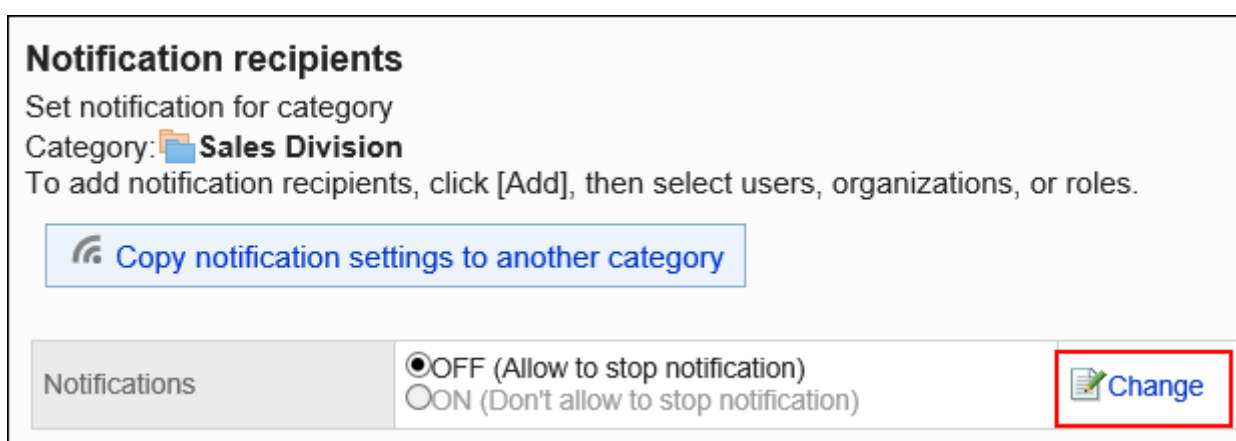 Notification recipients
Set notification for category
Category: Sales Division
To add notification recipients, click [Add], then select users, organizations, or roles.
Copy notification settings to another category
Notifications
OFF (Allow to stop notification)
ON (Don't allow to stop notification)
Change